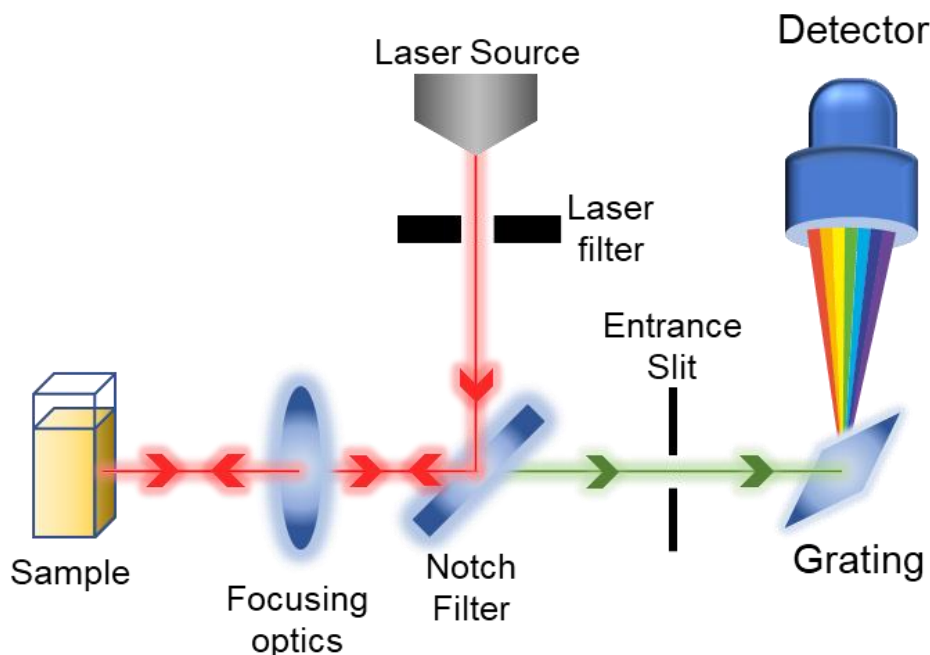 Detector
Laser Source
Laser
filter
Entrance
Slit
Sample
Focusing
optics
Notch
Filter
Grating